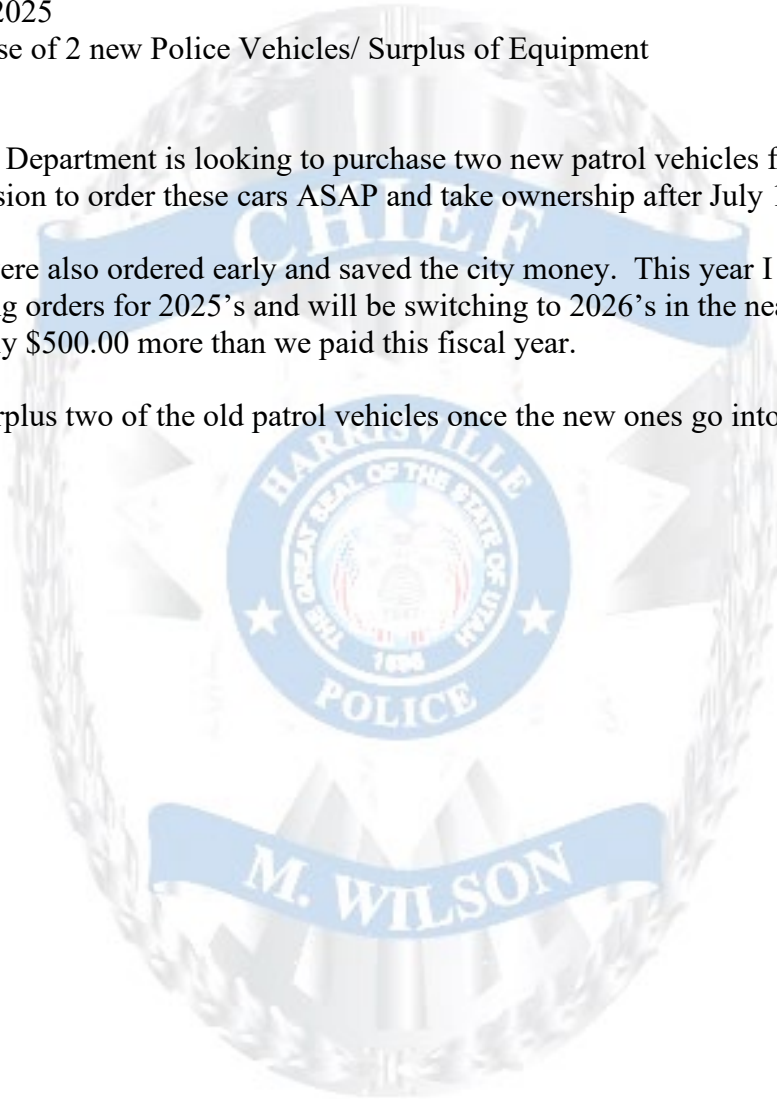 2025
se of 2 new Police Vehicles/ Surplus of Equipment
Department is looking to purchase two new patrol vehicles f
sion to order these cars ASAP and take ownership after July 1
ere also ordered early and saved the city money. This year I
g orders for 2025’s and will be switching to 2026’s in the nea
y $500.00 more than we paid this fiscal year.
rplus two of the old patrol vehicles once the new ones go into
CHIEF
HARRISVILLE
THE GREAT SEAL OF THE STATE OF UTAH
1896
POLICE
M. WILSON